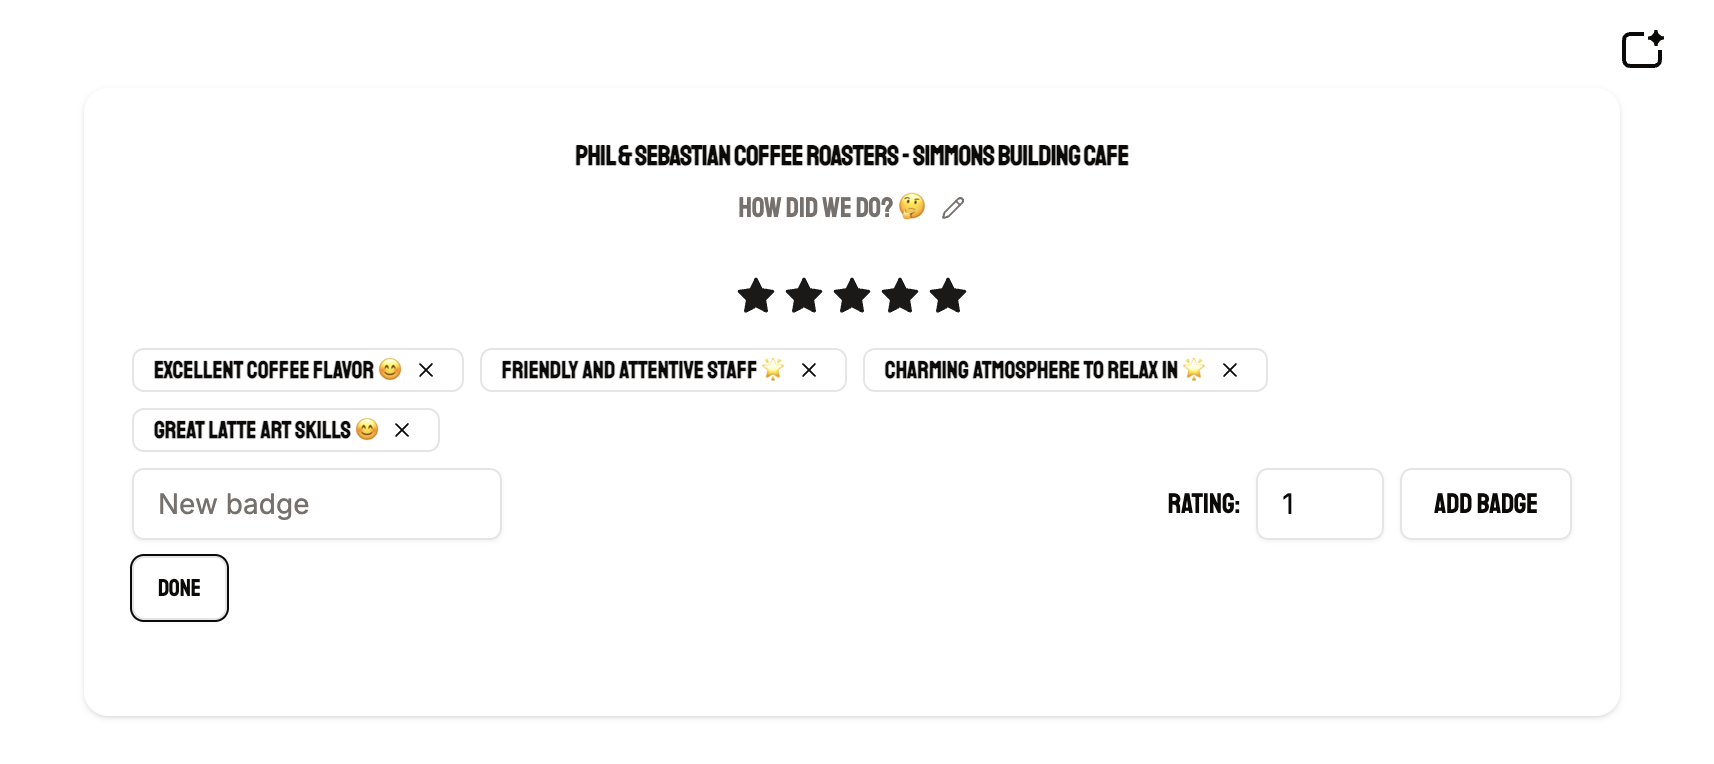 PHIL & SEBASTIAN COFFEE ROASTERS - SIMMONS BUILDING CAFE
HOW DID WE DO? 🤔
EXCELLENT COFFEE FLAVOR 😊 ×
FRIENDLY AND ATTENTIVE STAFF 🌟 ×
CHARMING ATMOSPHERE TO RELAX IN 🌟 ×
GREAT LATTE ART SKILLS 😊 ×
New badge
RATING: 1
ADD BADGE
DONE